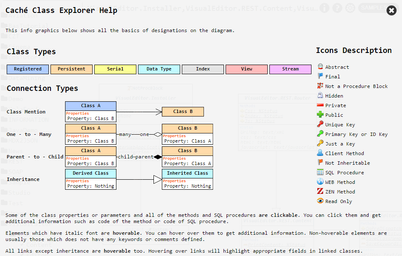 Caché Class Explorer Help
This info graphics below shows all the basics of designations on the diagram.
Class Types
Registered Persistent Serial Data Type Index View Stream
Connection Types
Class Mention
Class A
Properties
Property: Class B
Class B
One - to - Many
Class A
Properties
Property: Class B
many one
Class B
Properties
Property: Class A
Parent - to - Child
Class A
Properties
Property: Class B
child parent
Class B
Properties
Property: Class A
Inheritance
Derived Class
Properties
Property: Nothing
Inherited Class
Properties
Property: Nothing
Icons Description
Abstract
Final
Not a Procedure Block
Hidden
Private
Public
Unique Key
Primary Key or ID Key
Just a Key
Client Method
Not Inheritable
SQL Procedure
WEB Method
ZEN Method
Read Only
Some of the class properties or parameters and all of the methods and SQL procedures are clickable. You can click them and get
additional information such as code of the method or code of SQL procedure.
Elements which have italic font are hoverable. You can hover over them to get additional information. Non-hoverable elements are
usually those which does not have any keywords or comments defined.
All links except inheritance are hoverable too. Hovering over links will highlight appropriate fields in linked classes.